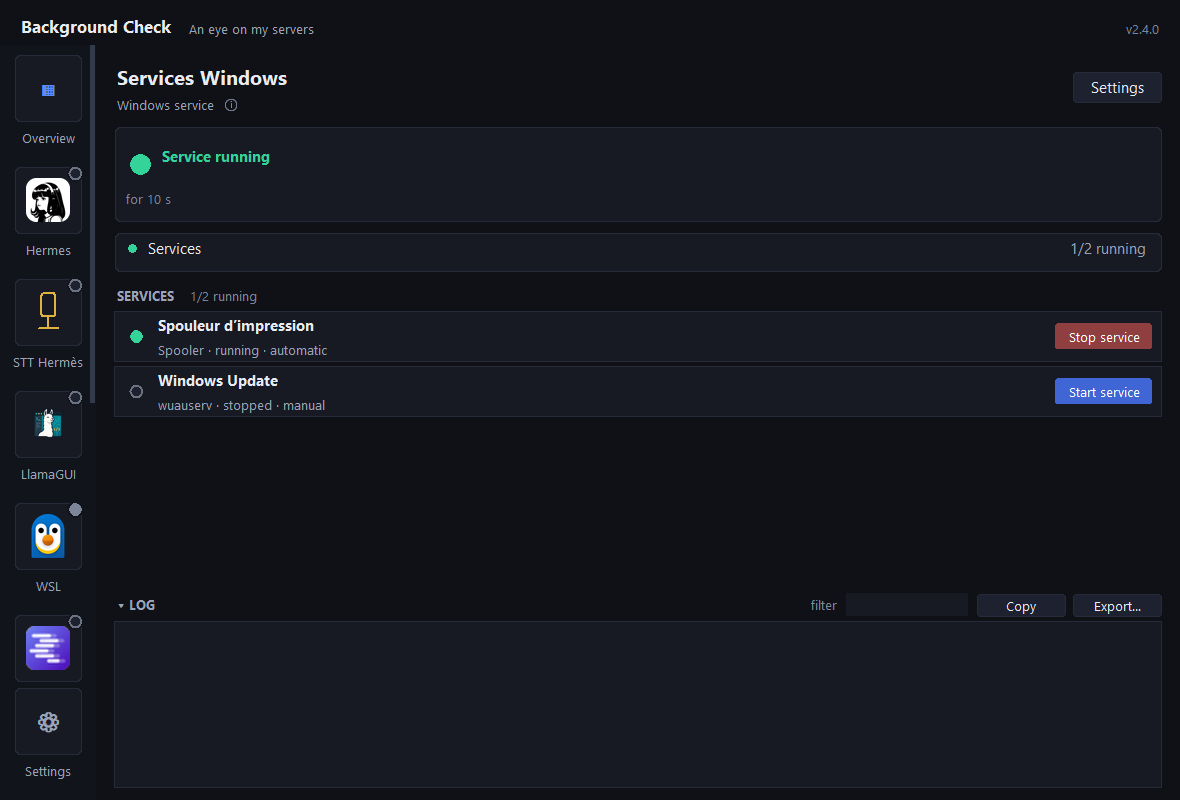 Background Check An eye on my servers v2.4.0
Overview
Hermes
STT Hermès
LlamaGUI
WSL
Settings
Services Windows
Settings
Windows service ⓘ
Service running
for 10 s
Services 1/2 running
SERVICES 1/2 running
Spouleur d’impression
Spooler · running · automatic
Stop service
Windows Update
wuauserv · stopped · manual
Start service
LOG filter Copy Export...